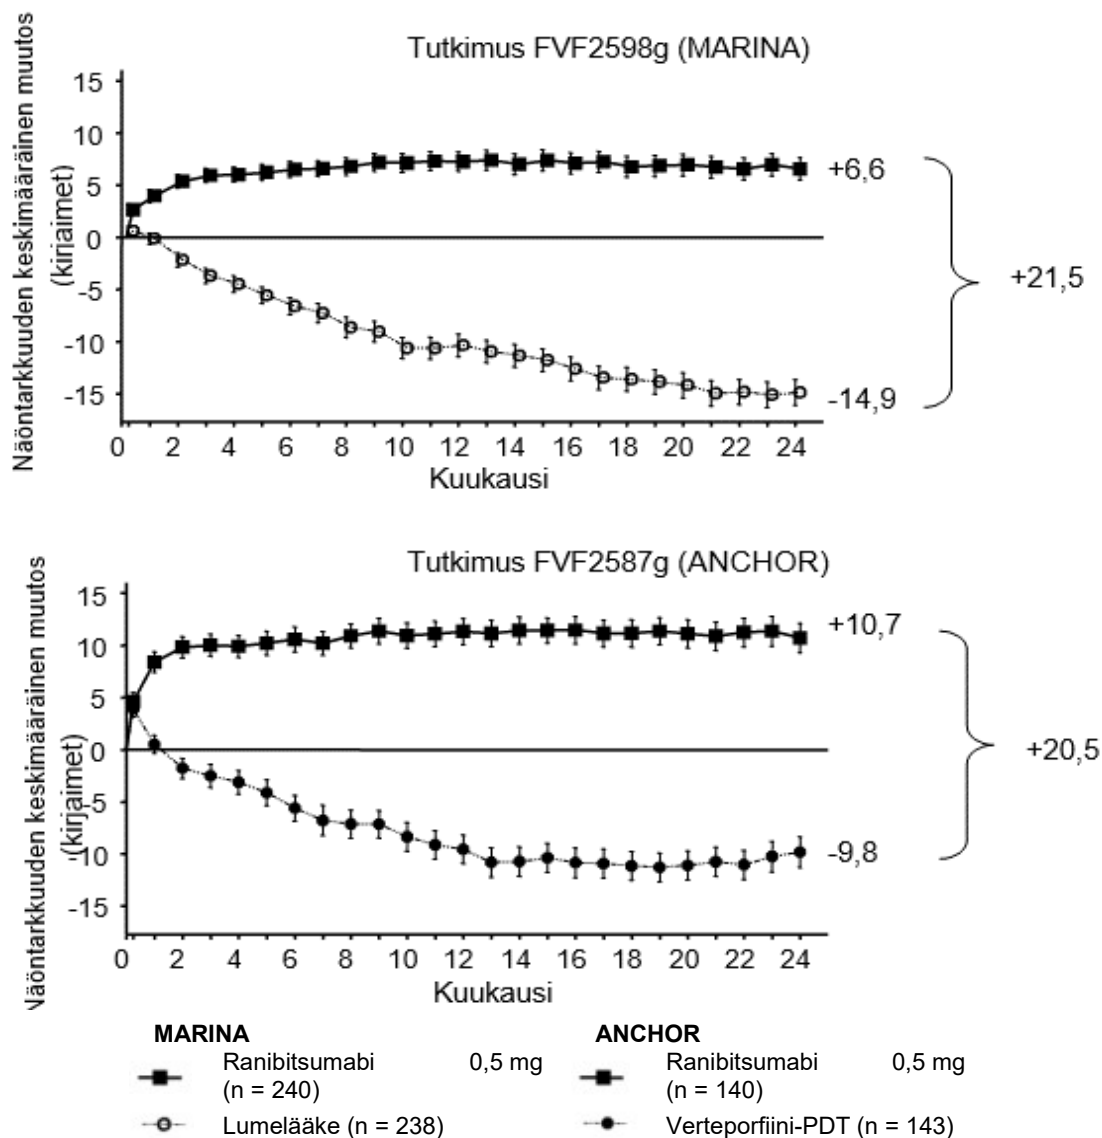 Tutkimus FVF2598g (MARINA)
Näöntarkkuuden keskimääräinen muutos
(kirjaimet)
15
10
5
0
-5
-10
-15
+6,6
+21,5
-14,9
0 2 4 6 8 10 12 14 16 18 20 22 24
Kuukausi
Tutkimus FVF2587g (ANCHOR)
Näöntarkkuuden keskimääräinen muutos
(kirjaimet)
15
10
5
0
-5
-10
-15
+10,7
+20,5
-9,8
0 2 4 6 8 10 12 14 16 18 20 22 24
Kuukausi
MARINA ANCHOR
Ranibitsumabi 0,5 mg Ranibitsumabi 0,5 mg
(n = 240) (n = 140)
Lumelääke (n = 238) Verteporfiini-PDT (n = 143)